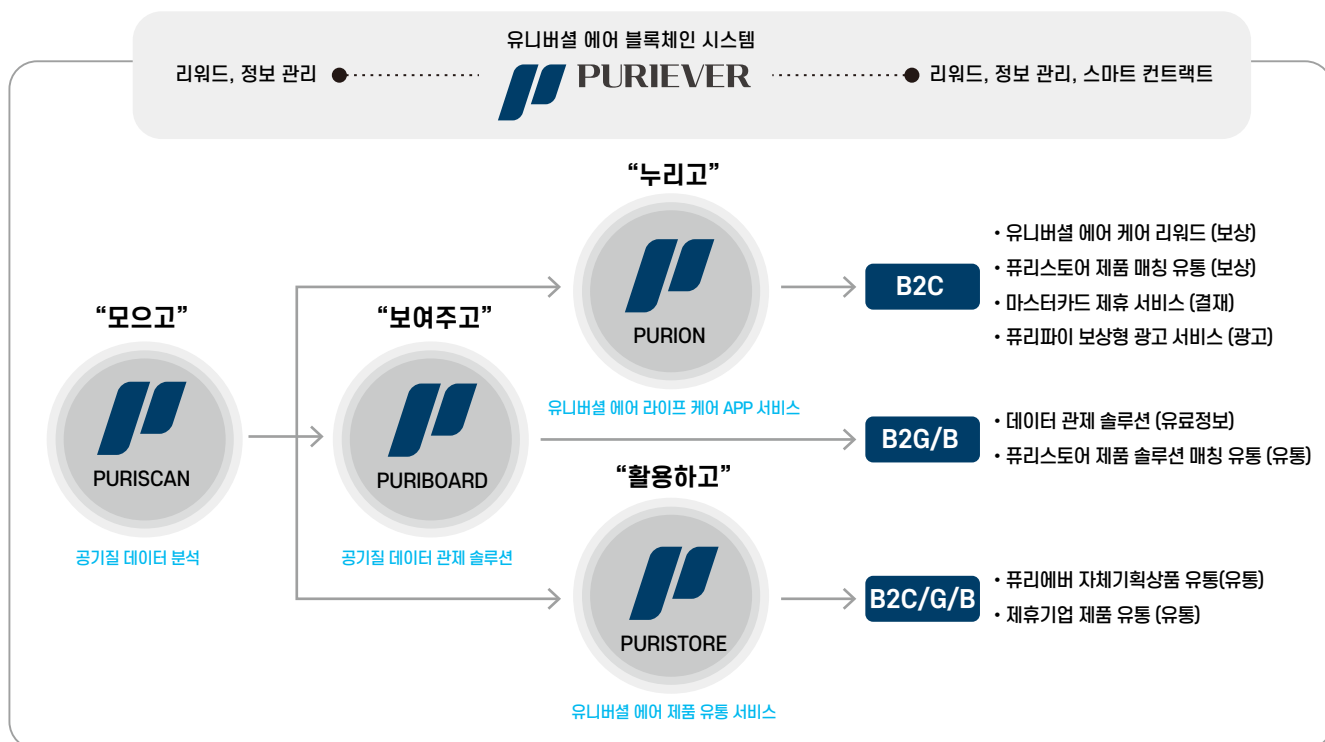 유니버셜 에어 블록체인 시스템
리워드, 정보 관리
PURIEVER
리워드, 정보 관리, 스마트 컨트랙트
“누리고”
PURION
유니버셜 에어 라이프 케어 APP 서비스
B2C
• 유니버셜 에어 케어 리워드 (보상)
• 퓨리스토어 제품 매칭 유통 (보상)
• 마스터카드 제휴 서비스 (결재)
• 퓨리파이 보상형 광고 서비스 (광고)
“모으고”
PURISCAN
공기질 데이터 분석
“보여주고”
PURIBOARD
공기질 데이터 관제 솔루션
B2G/B
• 데이터 관제 솔루션 (유료정보)
• 퓨리스토어 제품 솔루션 매칭 유통 (유통)
“활용하고”
PURISTORE
유니버셜 에어 제품 유통 서비스
B2C/G/B
• 퓨리에버 자체기획상품 유통(유통)
• 제휴기업 제품 유통 (유통)